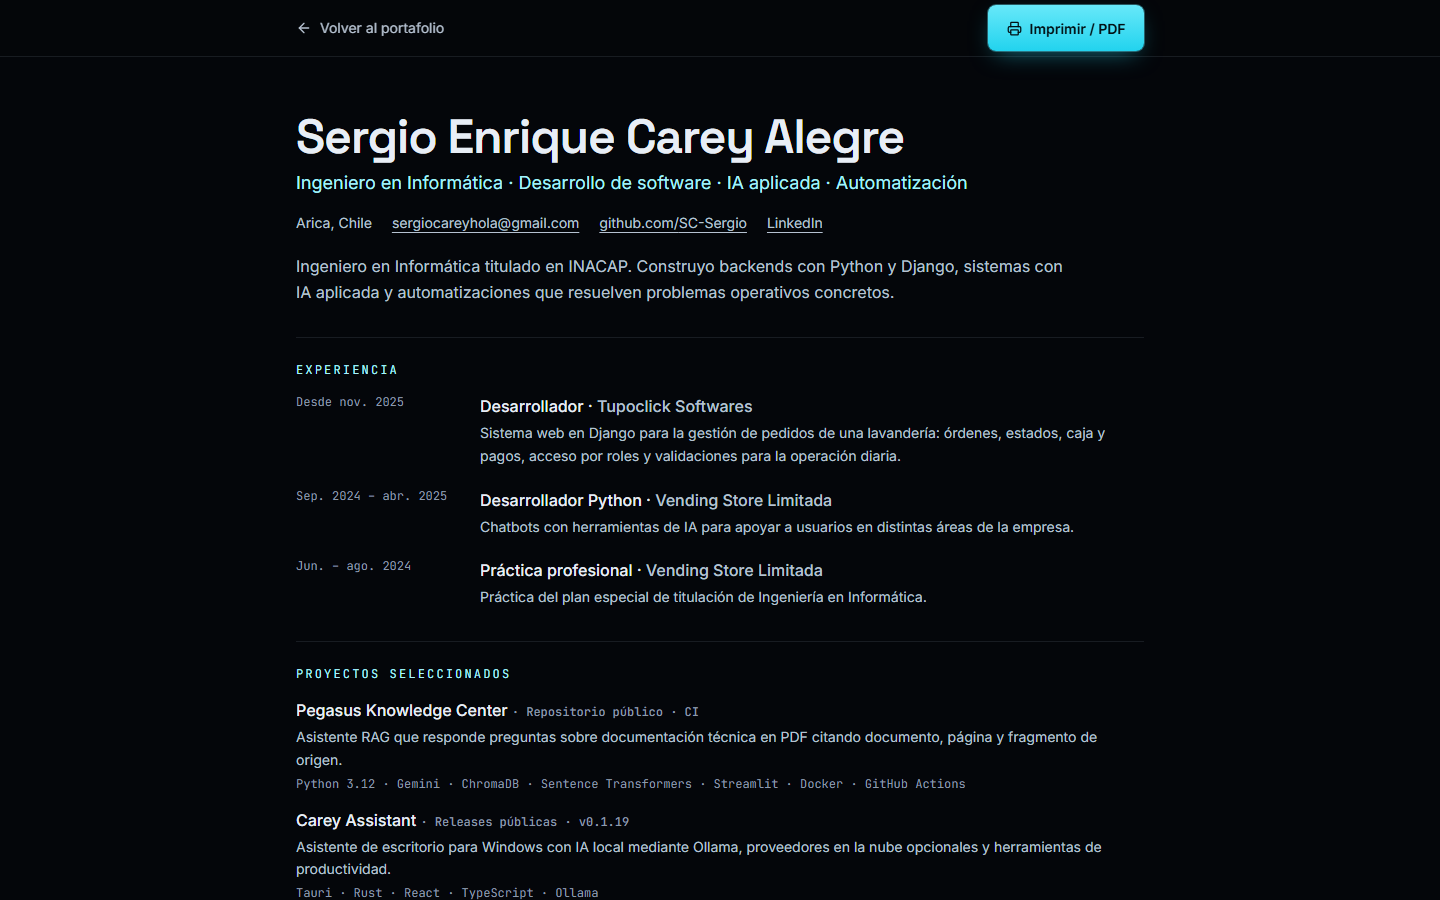 Volver al portafolio
Imprimir / PDF
Sergio Enrique Carey Alegre
Ingeniero en Informática · Desarrollo de software · IA aplicada · Automatización
Arica, Chile sergiocareyhola@gmail.com github.com/SC-Sergio LinkedIn
Ingeniero en Informática titulado en INACAP. Construyo backends con Python y Django, sistemas con
IA aplicada y automatizaciones que resuelven problemas operativos concretos.
EXPERIENCIA
Desde nov. 2025
Desarrollador · Tupoclick Softwares
Sistema web en Django para la gestión de pedidos de una lavandería: órdenes, estados, caja y
pagos, acceso por roles y validaciones para la operación diaria.
Sep. 2024 – abr. 2025
Desarrollador Python · Vending Store Limitada
Chatbots con herramientas de IA para apoyar a usuarios en distintas áreas de la empresa.
Jun. – ago. 2024
Práctica profesional · Vending Store Limitada
Práctica del plan especial de titulación de Ingeniería en Informática.
PROYECTOS SELECCIONADOS
Pegasus Knowledge Center · Repositorio público · CI
Asistente RAG que responde preguntas sobre documentación técnica en PDF citando documento, página y fragmento de
origen.
Python 3.12 · Gemini · ChromaDB · Sentence Transformers · Streamlit · Docker · GitHub Actions
Carey Assistant · Releases públicas · v0.1.19
Asistente de escritorio para Windows con IA local mediante Ollama, proveedores en la nube opcionales y herramientas de
productividad.
Tauri · Rust · React · TypeScript · Ollama